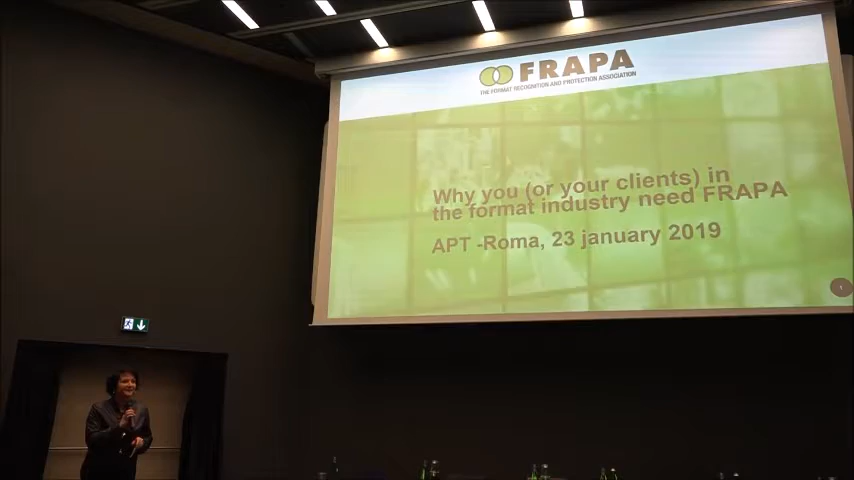 FRAPA
THE FORMAT RECOGNITION AND PROTECTION ASSOCIATION
Why you (or your clients) in
the format industry need FRAPA
APT -Roma, 23 january 2019